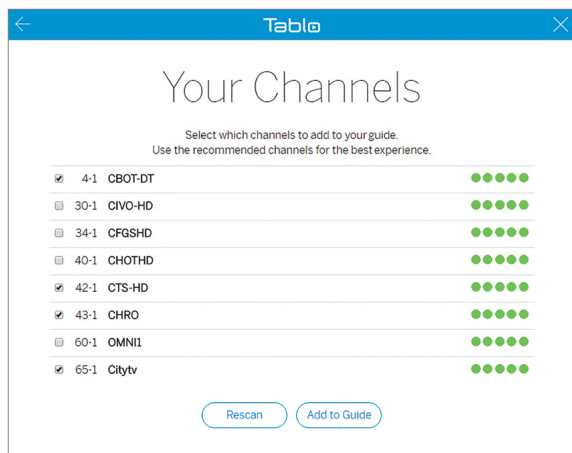 Tablo
Your Channels
Select which channels to add to your guide.
Use the recommended channels for the best experience.
4-1 CBOT-DT
30-1 CIVO-HD
34-1 CFGSHD
40-1 CHOTHD
42-1 CTS-HD
43-1 CHRO
60-1 OMNI1
65-1 Citytv
Rescan Add to Guide